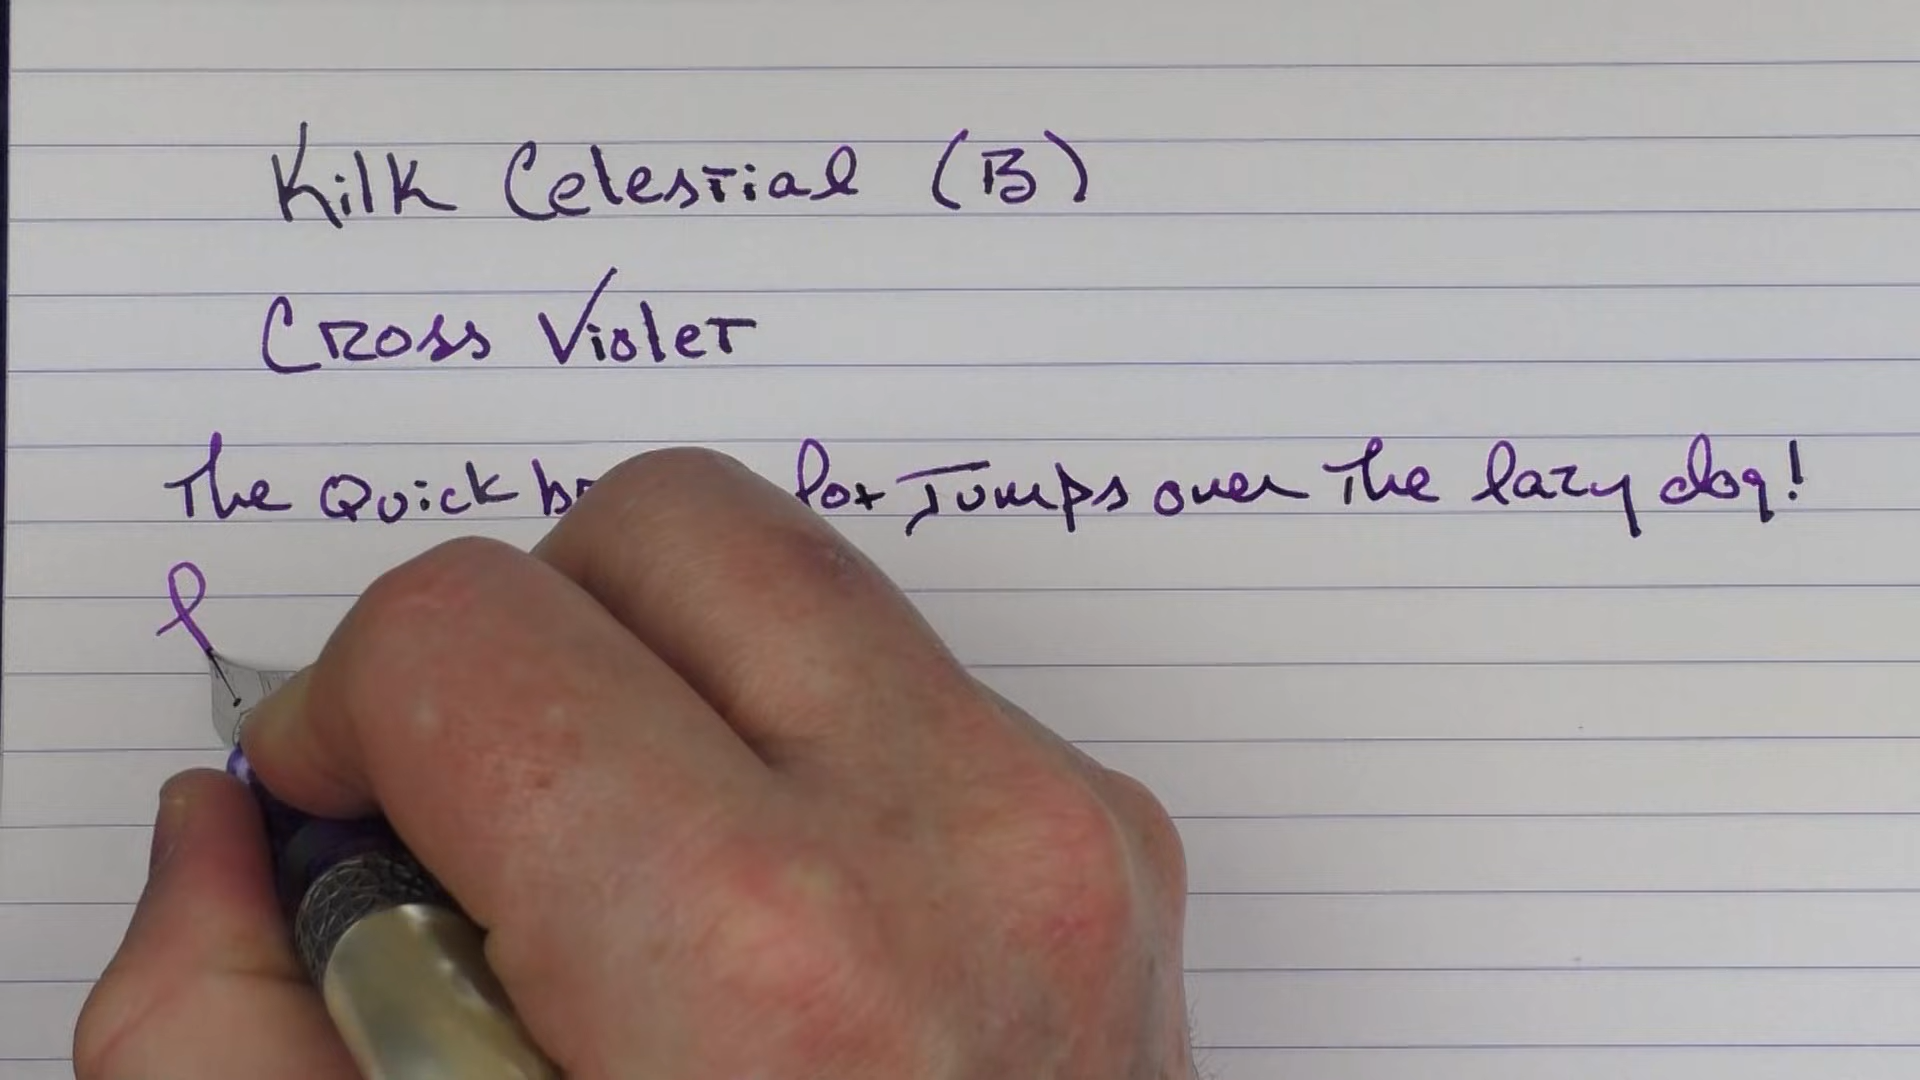 Kilk Celestial (B)
Cross Violet
The Quick fox Jumps over The lazy dog!